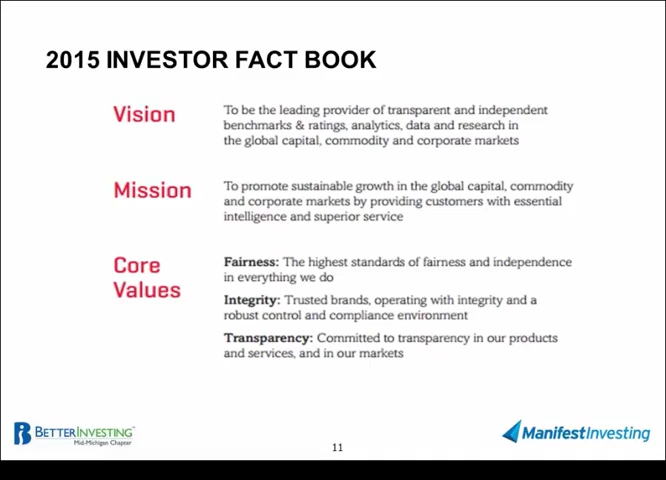 2015 INVESTOR FACT BOOK
Vision
To be the leading provider of transparent and independent
benchmarks & ratings, analytics, data and research in
the global capital, commodity and corporate markets
Mission
To promote sustainable growth in the global capital, commodity
and corporate markets by providing customers with essential
intelligence and superior service
Core
Values
Fairness: The highest standards of fairness and independence
in everything we do
Integrity: Trusted brands, operating with integrity and a
robust control and compliance environment
Transparency: Committed to transparency in our products
and services, and in our markets
BETTERINVESTING™
Mid-Michigan Chapter
11
ManifestInvesting